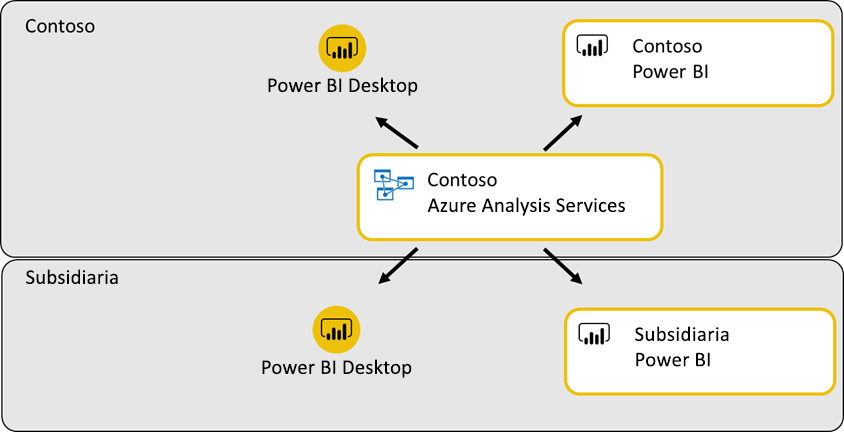 Contoso
Power BI Desktop
Contoso
Power BI
Contoso
Azure Analysis Services
Subsidiaria
Power BI Desktop
Subsidiaria
Power BI